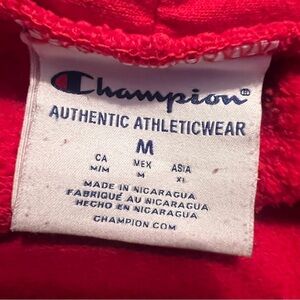 Champion
AUTHENTIC ATHLETICWEAR
M
CA MEX ASIA
M/M M XL
MADE IN NICARAGUA
FABRIQUÉ AU NICARAGUA
HECHO EN NICARAGUA
CHAMPION.COM